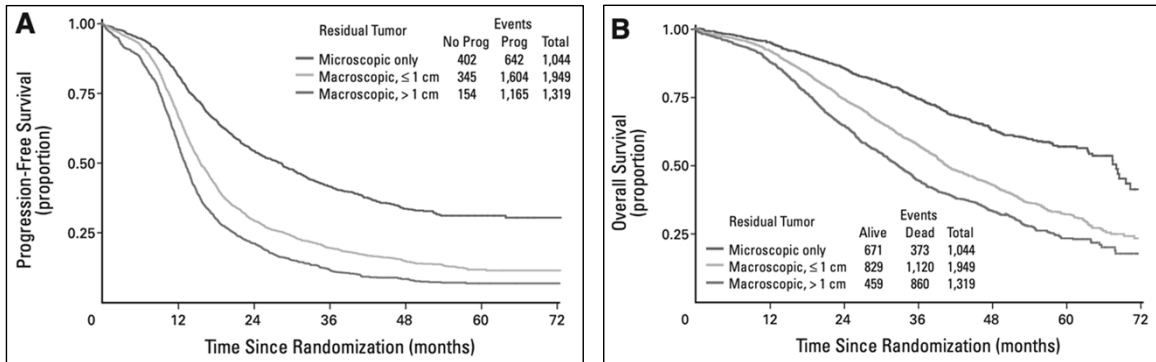 A
Events
Residual Tumor
No Prog Prog Total
Microscopic only 402 642 1,044
Macroscopic, ≤ 1 cm 345 1,604 1,949
Macroscopic, > 1 cm 154 1,165 1,319
Progression-Free Survival
(proportion)
1.00
0.75
0.50
0.25
0 12 24 36 48 60 72
Time Since Randomization (months)
B
Overall Survival
(proportion)
1.00
0.75
0.50
0.25
Events
Residual Tumor
Alive Dead Total
Microscopic only 671 373 1,044
Macroscopic, ≤ 1 cm 829 1,120 1,949
Macroscopic, > 1 cm 459 860 1,319
0 12 24 36 48 60 72
Time Since Randomization (months)